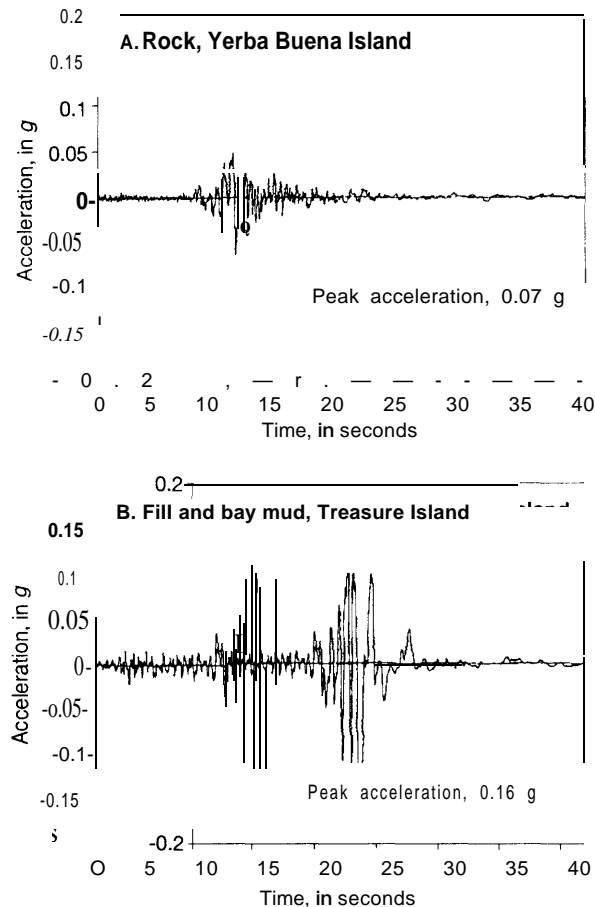 0.2
A. Rock, Yerba Buena Island
0.15
0.1
0.05
0-
-0.05
-0.1
-0.15
Acceleration, in g
Peak acceleration, 0.07 g
- 0 . 2 , — r . — — - - — — -
0 5 10 15 20 25 30 35 40
Time, in seconds
0.2
B. Fill and bay mud, Treasure Island
0.15
0.1
0.05
0-
-0.05-
-0.1-
-0.15
Acceleration, in g
Peak acceleration, 0.16 g
-0.2
O 5 10 15 20 25 30 35 40
Time, in seconds